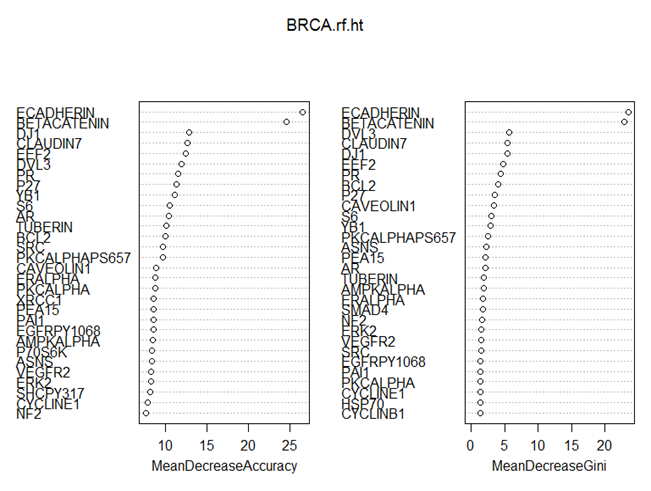 BRCA.rf.ht
ECADHERIN
BETACATENIN
DJ1
CLAUDIN7
EEF2
DVL3
PR
P27
YB1
S6
AR
TUBERIN
BCL2
SRC
PKCALPHAPS657
CAVEOLIN1
ERALPHA
PKCALPHA
XRCC1
PEA15
PAI1
EGFRPY1068
AMPKALPHA
P70S6K
ASNS
VEGFR2
ERK2
SHCPY317
CYCLINE1
NF2
10 15 20 25
MeanDecreaseAccuracy
ECADHERIN
BETACATENIN
DVL3
CLAUDIN7
DJ1
EEF2
PR
BCL2
P27
CAVEOLIN1
S6
YB1
PKCALPHAPS657
ASNS
PEA15
AR
TUBERIN
AMPKALPHA
ERALPHA
SMAD4
NF2
ERK2
VEGFR2
SRC
EGFRPY1068
PAI1
PKCALPHA
CYCLINE1
HSP70
CYCLINB1
0 5 10 15 20
MeanDecreaseGini